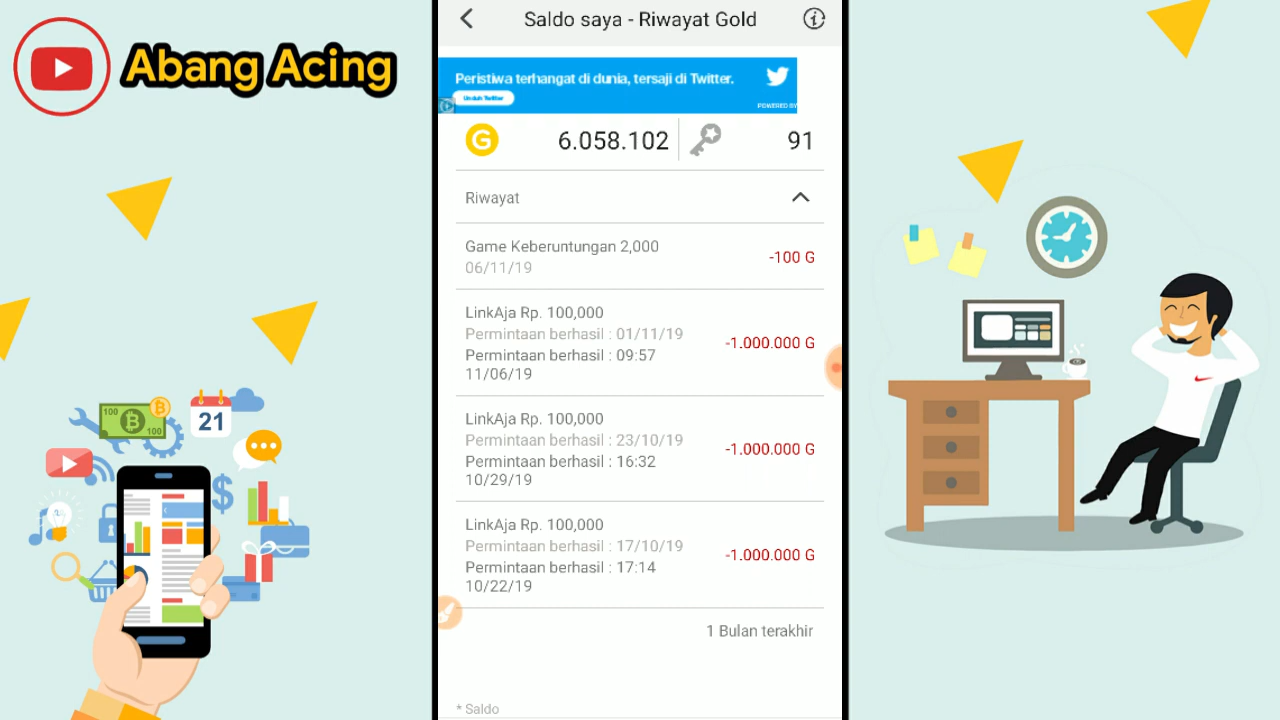 Abang Acing
Saldo saya - Riwayat Gold
Peristiwa terhangat di dunia, tersaji di Twitter.
Unduh Twitter
POWERED BY
G
6.058.102
91
Riwayat
Game Keberuntungan 2,000
06/11/19
-100 G
LinkAja Rp. 100,000
Permintaan berhasil : 01/11/19
Permintaan berhasil : 09:57
11/06/19
-1.000.000 G
LinkAja Rp. 100,000
Permintaan berhasil : 23/10/19
Permintaan berhasil : 16:32
10/29/19
-1.000.000 G
LinkAja Rp. 100,000
Permintaan berhasil : 17/10/19
Permintaan berhasil : 17:14
10/22/19
-1.000.000 G
1 Bulan terakhir
* Saldo
100
100
21